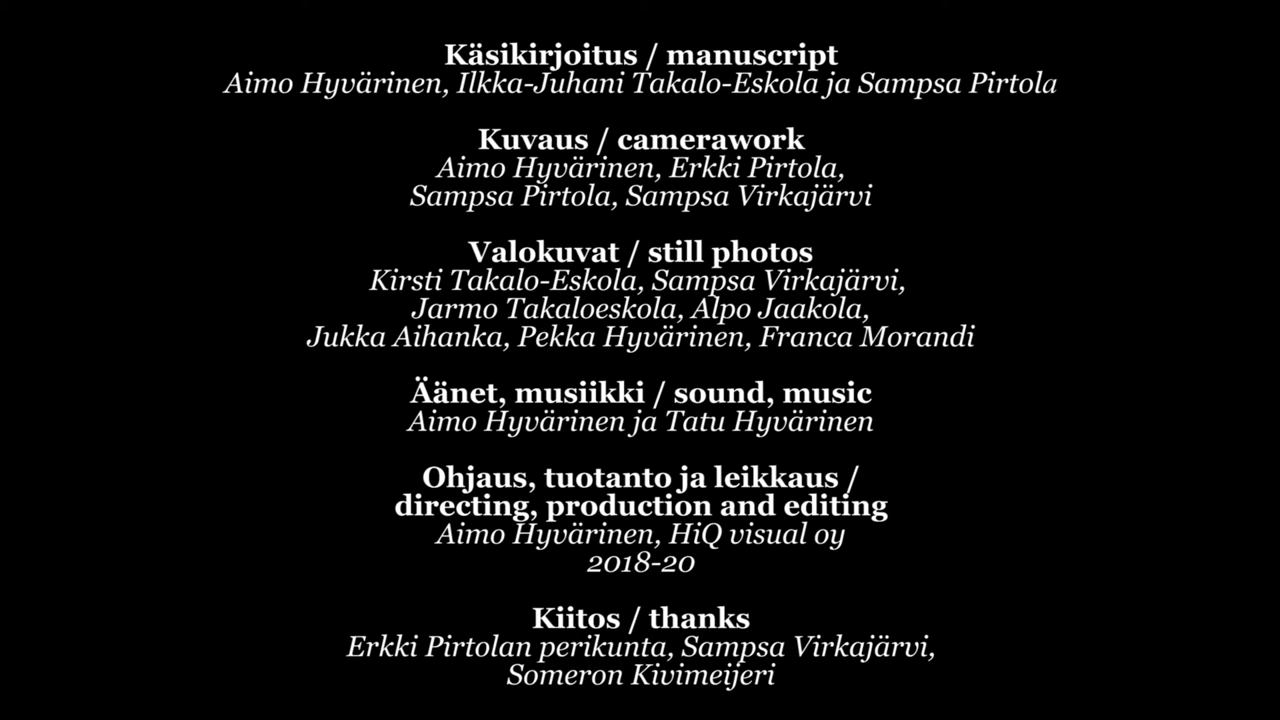 Käsikirjoitus / manuscript
Aimo Hyvärinen, Ilkka-Juhani Takalo-Eskola ja Sampsa Pirtola
Kuvaus / camerawork
Aimo Hyvärinen, Erkki Pirtola,
Sampsa Pirtola, Sampsa Virkajärvi
Valokuvat / still photos
Kirsti Takalo-Eskola, Sampsa Virkajärvi,
Jarmo Takaloeskola, Alpo Jaakola,
Jukka Aihanka, Pekka Hyvärinen, Franca Morandi
Äänet, musiikki / sound, music
Aimo Hyvärinen ja Tatu Hyvärinen
Ohjaus, tuotanto ja leikkaus /
directing, production and editing
Aimo Hyvärinen, HiQ visual oy
2018-20
Kiitos / thanks
Erkki Pirtolan perikunta, Sampsa Virkajärvi,
Someron Kivimeijeri